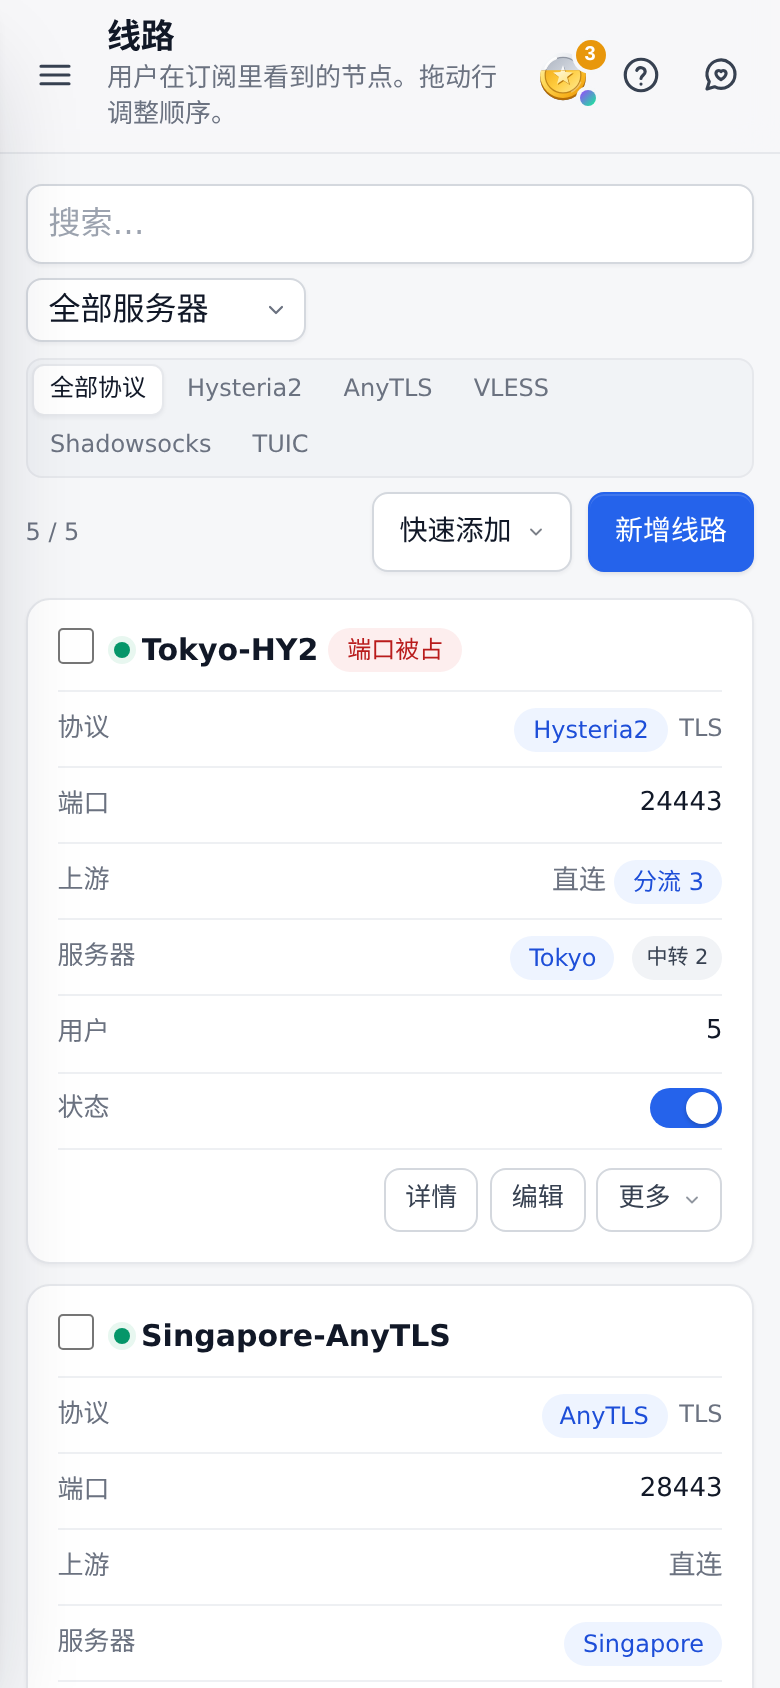 线路
用户在订阅里看到的节点。拖动行
调整顺序。
3
搜索...
全部服务器
全部协议 Hysteria2 AnyTLS VLESS
Shadowsocks TUIC
5 / 5 快速添加 新增线路
Tokyo-HY2 端口被占
协议 Hysteria2 TLS
端口 24443
上游 直连 分流 3
服务器 Tokyo 中转 2
用户 5
状态
详情 编辑 更多
Singapore-AnyTLS
协议 AnyTLS TLS
端口 28443
上游 直连
服务器 Singapore